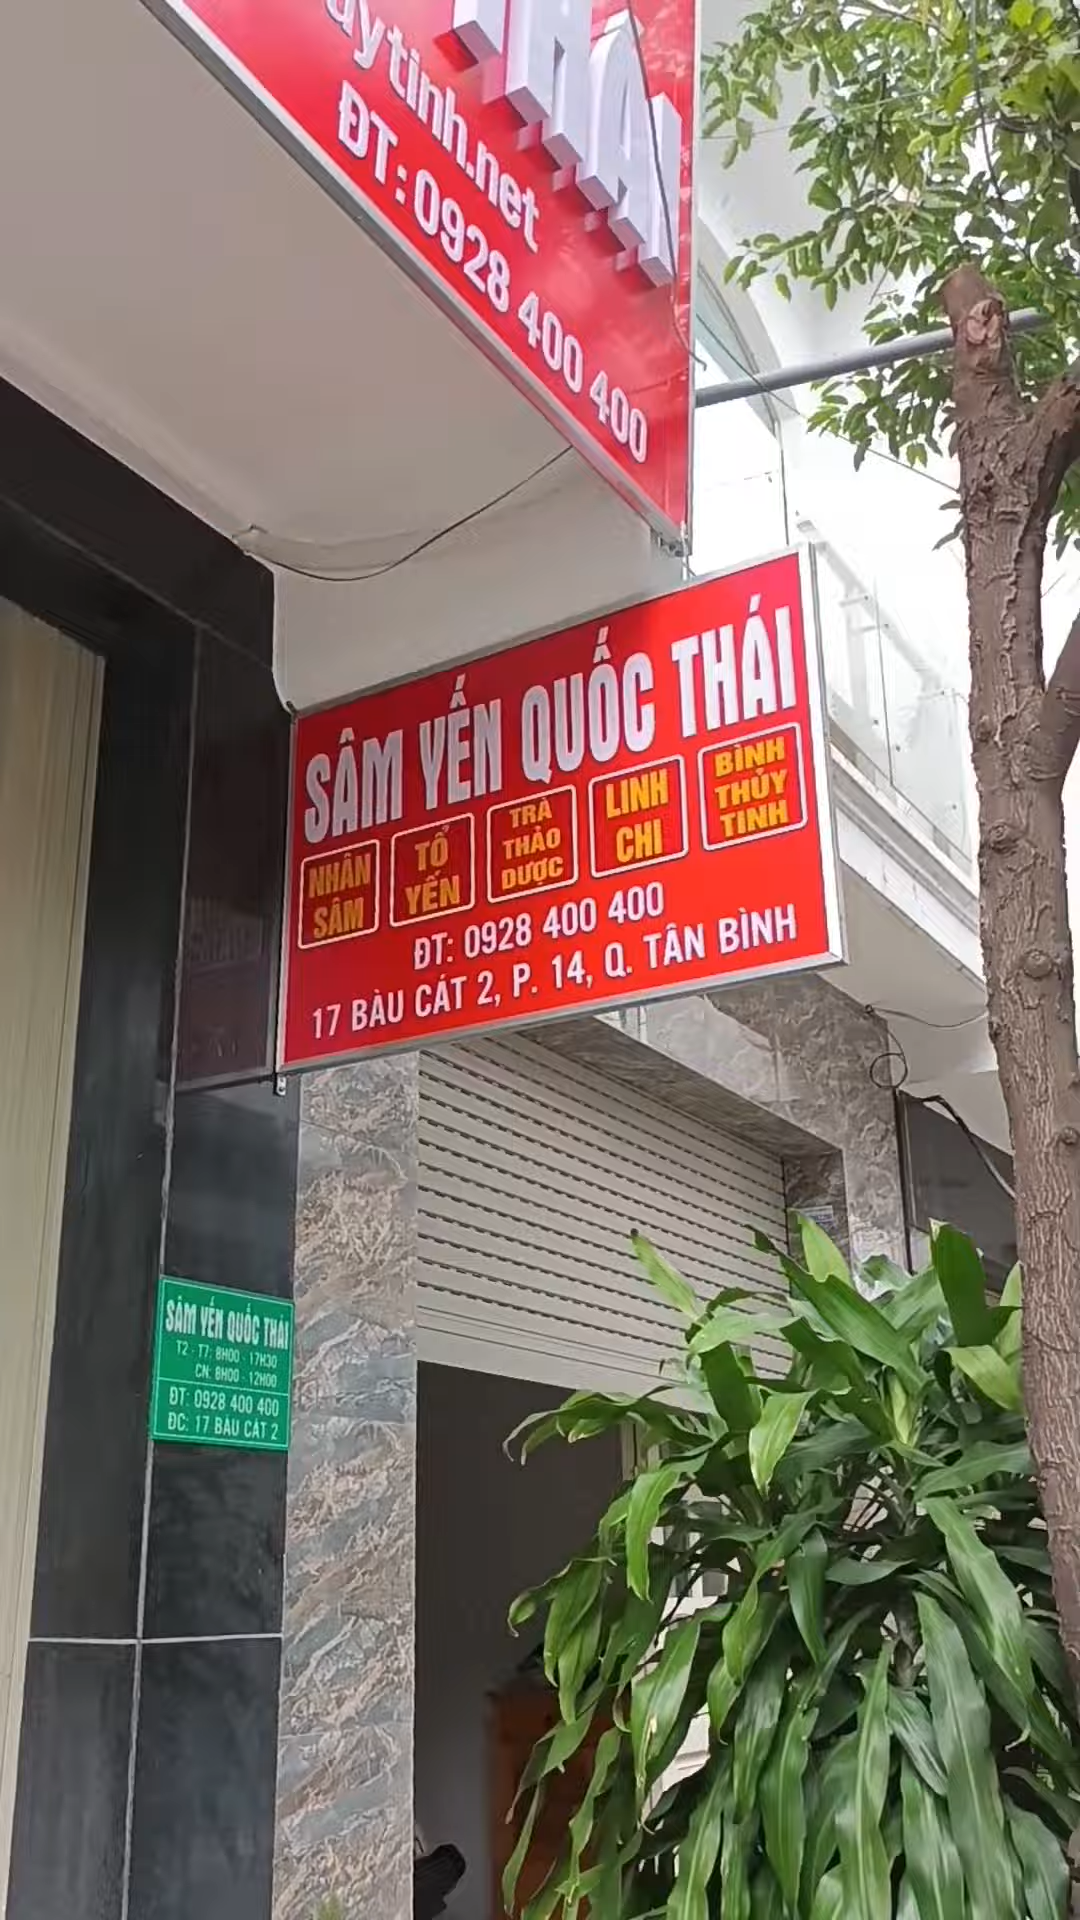 THÁI
ytinh.net
ĐT: 0928 400 400
SÂM YẾN QUỐC THÁI
NHÂN SÂM
TỔ YẾN
TRÀ THẢO DƯỢC
LINH CHI
BÌNH THỦY TINH
ĐT: 0928 400 400
17 BÀU CÁT 2, P. 14, Q. TÂN BÌNH
SÂM YẾN QUỐC THÁI
T2 - T7: 8H00 - 17H30
CN: 8H00 - 12H00
ĐT: 0928 400 400
ĐC: 17 BÀU CÁT 2